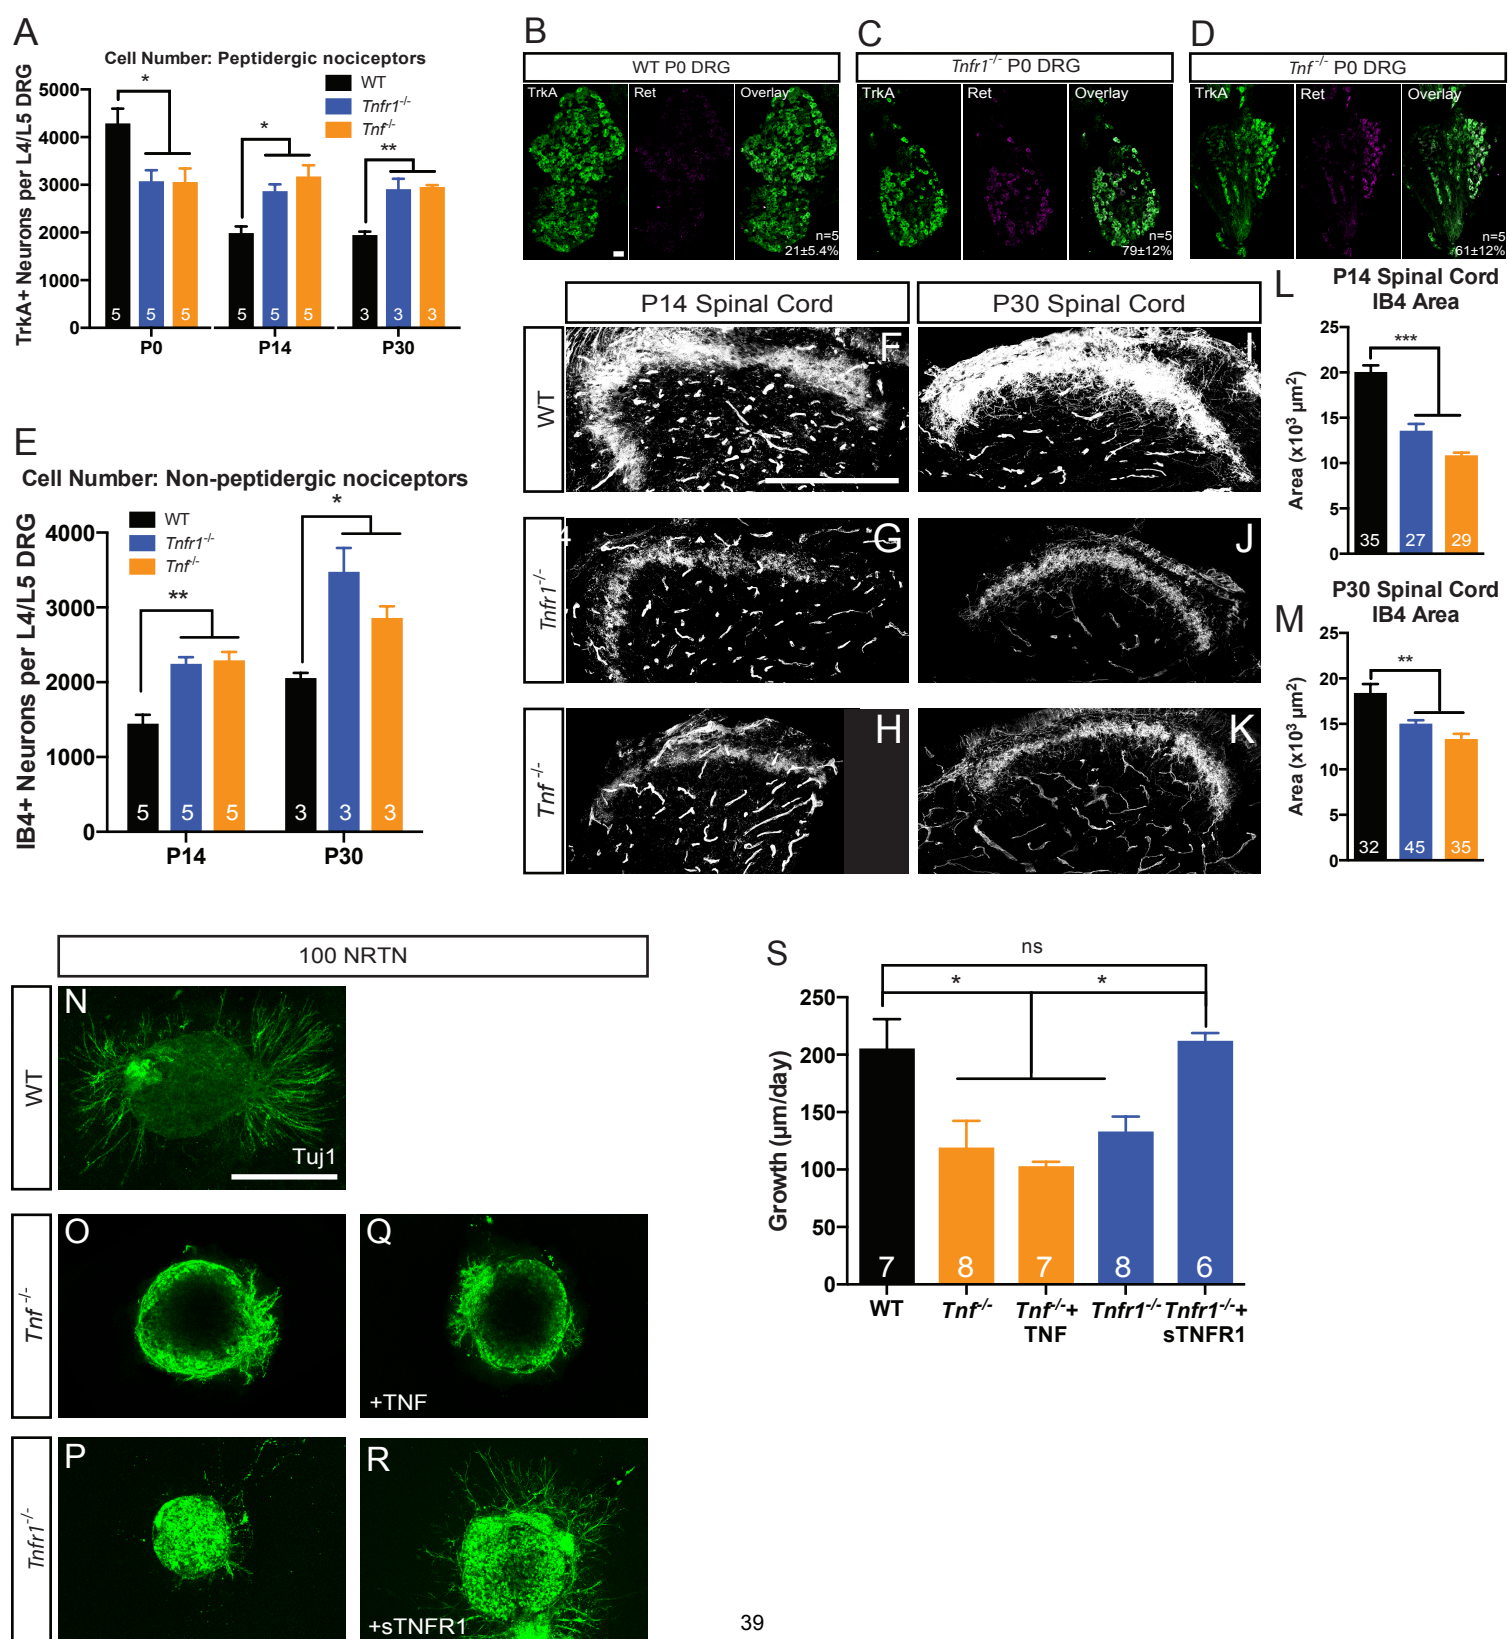 A
Cell Number: Peptidergic nociceptors
WT
Tnfr1-/-
Tnf-/-
*
*
**
TrkA+ Neurons per L4/L5 DRG
5000
4000
3000
2000
1000
0
5 5 5 5 5 5 3 3 3
P0 P14 P30
B
WT P0 DRG
TrkA Ret Overlay
n=5
21±5.4%
C
Tnfr1-/- P0 DRG
TrkA Ret Overlay
n=5
79±12%
D
Tnf-/- P0 DRG
TrkA Ret Overlay
n=5
61±12%
E
Cell Number: Non-peptidergic nociceptors
WT
Tnfr1-/-
Tnf-/-
**
*
IB4+ Neurons per L4/L5 DRG
4000
3000
2000
1000
0
5 5 5 3 3 3
P14 P30
P14 Spinal Cord P30 Spinal Cord
WT
F I
Tnfr1-/-
4
G J
Tnf-/-
H K
L
P14 Spinal Cord
IB4 Area
***
Area (x10³ µm²)
25
20
15
10
5
0
35 27 29
M
P30 Spinal Cord
IB4 Area
**
Area (x10³ µm²)
25
20
15
10
5
0
32 45 35
100 NRTN
WT
N
Tuj1
Tnf-/-
O
Q
+TNF
Tnfr1-/-
P
R
+sTNFR1
S
ns
* *
Growth (µm/day)
250
200
150
100
50
0
7 8 7 8 6
WT Tnf-/- Tnf-/-+ Tnfr1-/- Tnfr1-/-+
TNF sTNFR1
39